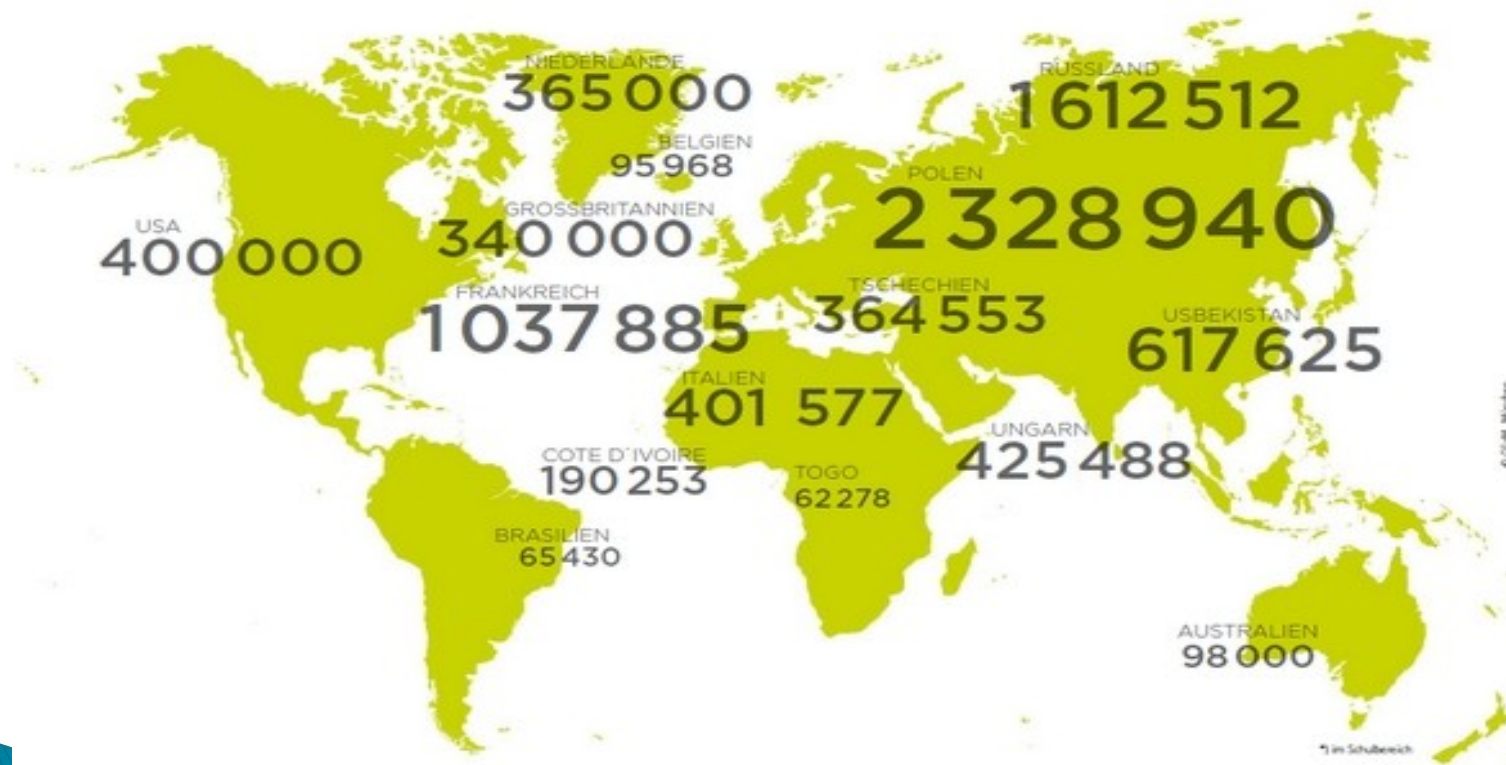 NIEDERLANDE
365 000
RUSSLAND
1 612 512
BELGIEN
95 968
POLEN
2 328 940
GROSSBRITANNIEN
340 000
USA
400 000
FRANKREICH
1 037 885
TSCHECHIEN
364 553
USBEKISTAN
617 625
ITALIEN
401 577
UNGARN
425 488
COTE D´IVOIRE
190 253
TOGO
62 278
BRASILIEN
65 430
AUSTRALIEN
98 000
*) im Schulbereich